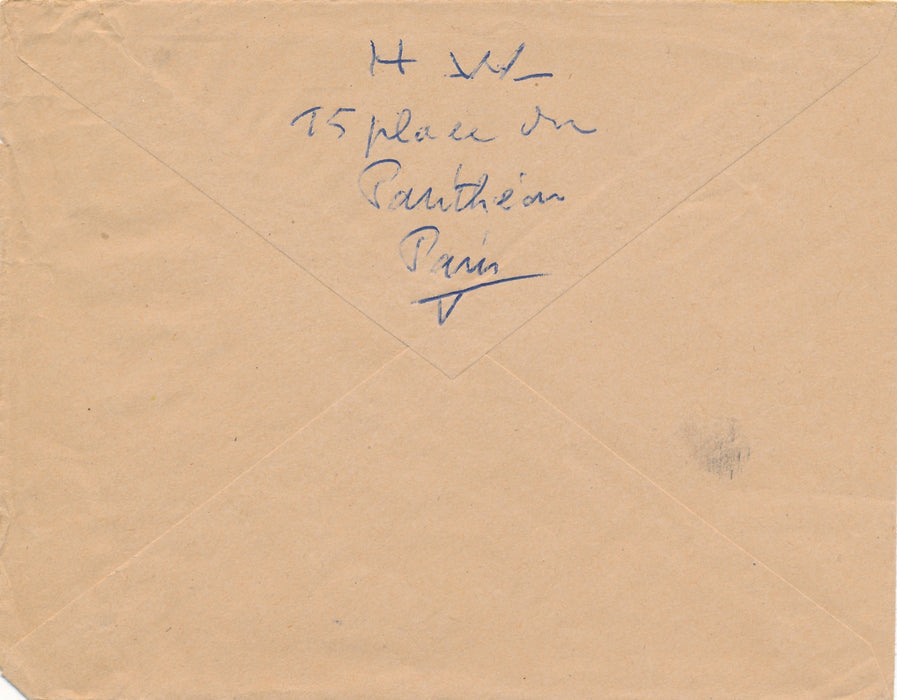 H W
15 place du
Panthéon
Paris
V